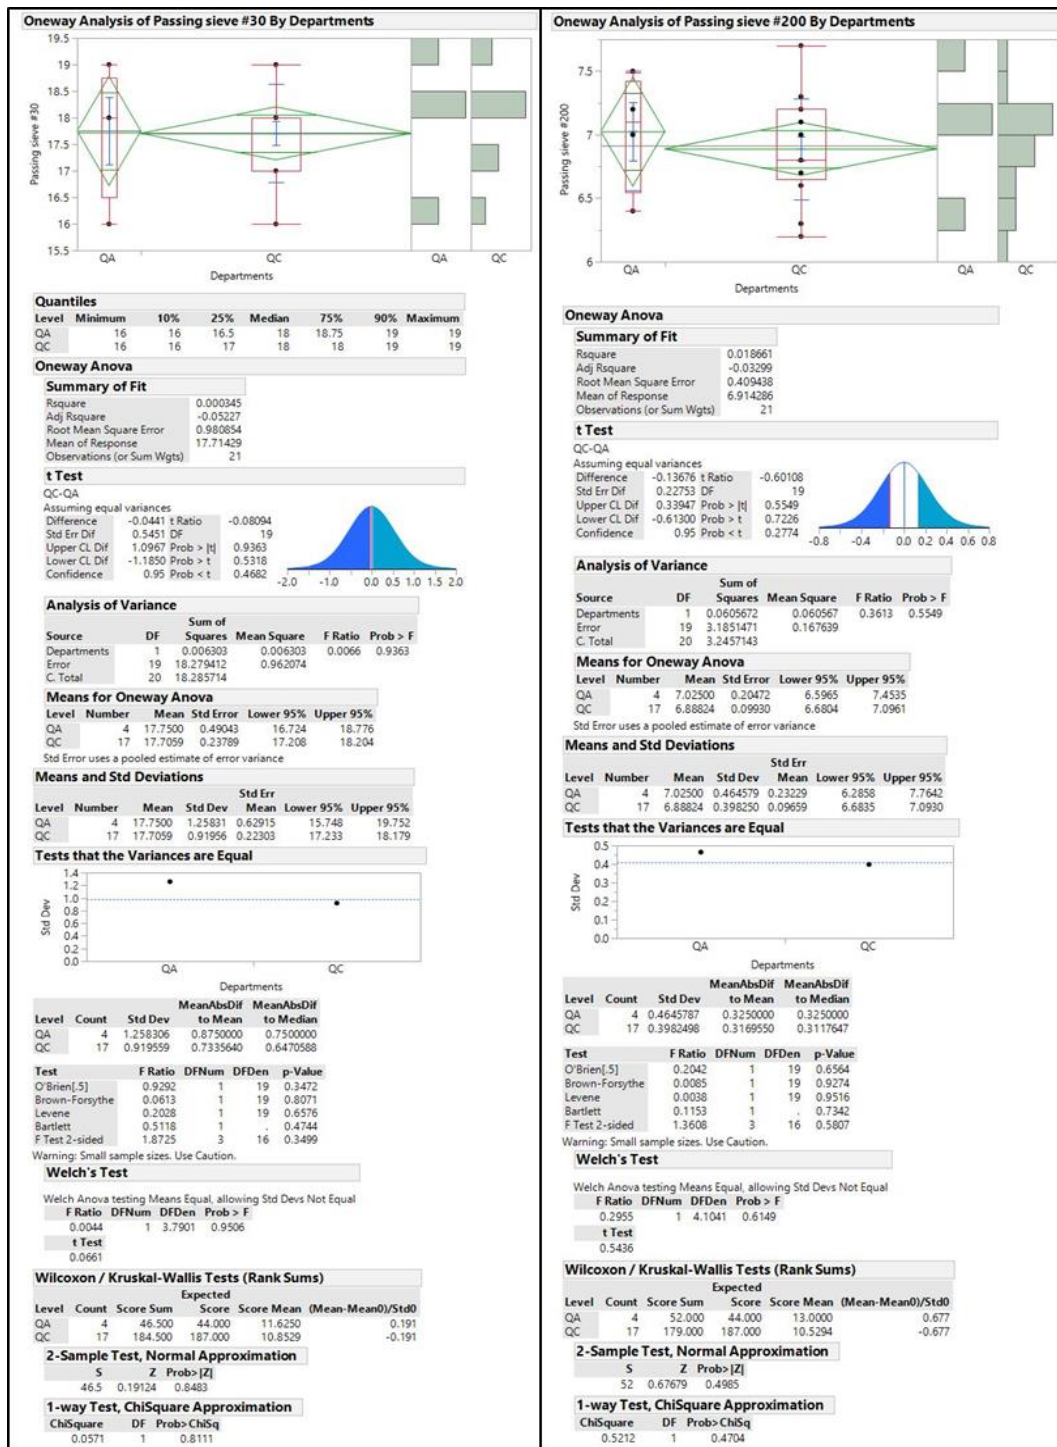 Oneway Analysis of Passing sieve #30 By Departments
19.5
19
18.5
18
17.5
17
16.5
16
15.5
Passing sieve #30
QA QC QA QC
Departments
Quantiles
Level Minimum 10% 25% Median 75% 90% Maximum
QA 16 16 16.5 18 18.75 19 19
QC 16 16 17 18 18 19 19
Oneway Anova
Summary of Fit
Rsquare 0.000345
Adj Rsquare -0.05227
Root Mean Square Error 0.980854
Mean of Response 17.71429
Observations (or Sum Wgts) 21
t Test
QC-QA
Assuming equal variances
Difference -0.0441 t Ratio -0.08094
Std Err Dif 0.5451 DF 19
Upper CL Dif 1.0967 Prob > |t| 0.9363
Lower CL Dif -1.1850 Prob > t 0.5318
Confidence 0.95 Prob < t 0.4682
-2.0 -1.0 0.0 0.5 1.0 1.5 2.0
Analysis of Variance
Sum of
Source DF Squares Mean Square F Ratio Prob > F
Departments 1 0.006303 0.006303 0.0066 0.9363
Error 19 18.279412 0.962074
C. Total 20 18.285714
Means for Oneway Anova
Level Number Mean Std Error Lower 95% Upper 95%
QA 4 17.7500 0.49043 16.724 18.776
QC 17 17.7059 0.23789 17.208 18.204
Std Error uses a pooled estimate of error variance
Means and Std Deviations
Std Err
Level Number Mean Std Dev Mean Lower 95% Upper 95%
QA 4 17.7500 1.25831 0.62915 15.748 19.752
QC 17 17.7059 0.91956 0.22303 17.233 18.179
Tests that the Variances are Equal
1.4
1.2
1.0
0.8
0.6
0.4
0.2
0.0
Std Dev
QA QC
Departments
MeanAbsDif MeanAbsDif
Level Count Std Dev to Mean to Median
QA 4 1.258306 0.8750000 0.7500000
QC 17 0.919559 0.7335640 0.6470588
Test F Ratio DFNum DFDen p-Value
O'Brien[.5] 0.9292 1 19 0.3472
Brown-Forsythe 0.0613 1 19 0.8071
Levene 0.2028 1 19 0.6576
Bartlett 0.5118 1 . 0.4744
F Test 2-sided 1.8725 3 16 0.3499
Warning: Small sample sizes. Use Caution.
Welch's Test
Welch Anova testing Means Equal, allowing Std Devs Not Equal
F Ratio DFNum DFDen Prob > F
0.0044 1 3.7901 0.9506
t Test
0.0661
Wilcoxon / Kruskal-Wallis Tests (Rank Sums)
Expected
Level Count Score Sum Score Score Mean (Mean-Mean0)/Std0
QA 4 46.500 44.000 11.6250 0.191
QC 17 184.500 187.000 10.8529 -0.191
2-Sample Test, Normal Approximation
S Z Prob>|Z|
46.5 0.19124 0.8483
1-way Test, ChiSquare Approximation
ChiSquare DF Prob>ChiSq
0.0571 1 0.8111
Oneway Analysis of Passing sieve #200 By Departments
7.5
7
6.5
6
Passing sieve #200
QA QC QA QC
Departments
Oneway Anova
Summary of Fit
Rsquare 0.018661
Adj Rsquare -0.03299
Root Mean Square Error 0.409438
Mean of Response 6.914286
Observations (or Sum Wgts) 21
t Test
QC-QA
Assuming equal variances
Difference -0.13676 t Ratio -0.60108
Std Err Dif 0.22753 DF 19
Upper CL Dif 0.33947 Prob > |t| 0.5549
Lower CL Dif -0.61300 Prob > t 0.7226
Confidence 0.95 Prob < t 0.2774
-0.8 -0.4 0.0 0.2 0.4 0.6 0.8
Analysis of Variance
Sum of
Source DF Squares Mean Square F Ratio Prob > F
Departments 1 0.0605672 0.060567 0.3613 0.5549
Error 19 3.1851471 0.167639
C. Total 20 3.2457143
Means for Oneway Anova
Level Number Mean Std Error Lower 95% Upper 95%
QA 4 7.02500 0.20472 6.5965 7.4535
QC 17 6.88824 0.09930 6.6804 7.0961
Std Error uses a pooled estimate of error variance
Means and Std Deviations
Std Err
Level Number Mean Std Dev Mean Lower 95% Upper 95%
QA 4 7.02500 0.464579 0.23229 6.2858 7.7642
QC 17 6.88824 0.398250 0.09659 6.6835 7.0930
Tests that the Variances are Equal
0.5
0.4
0.3
0.2
0.1
0.0
Std Dev
QA QC
Departments
MeanAbsDif MeanAbsDif
Level Count Std Dev to Mean to Median
QA 4 0.4645787 0.3250000 0.3250000
QC 17 0.3982498 0.3169550 0.3117647
Test F Ratio DFNum DFDen p-Value
O'Brien[.5] 0.2042 1 19 0.6564
Brown-Forsythe 0.0085 1 19 0.9274
Levene 0.0038 1 19 0.9516
Bartlett 0.1153 1 . 0.7342
F Test 2-sided 1.3608 3 16 0.5807
Warning: Small sample sizes. Use Caution.
Welch's Test
Welch Anova testing Means Equal, allowing Std Devs Not Equal
F Ratio DFNum DFDen Prob > F
0.2955 1 4.1041 0.6149
t Test
0.5436
Wilcoxon / Kruskal-Wallis Tests (Rank Sums)
Expected
Level Count Score Sum Score Score Mean (Mean-Mean0)/Std0
QA 4 52.000 44.000 13.0000 0.677
QC 17 179.000 187.000 10.5294 -0.677
2-Sample Test, Normal Approximation
S Z Prob>|Z|
52 0.67679 0.4985
1-way Test, ChiSquare Approximation
ChiSquare DF Prob>ChiSq
0.5212 1 0.4704